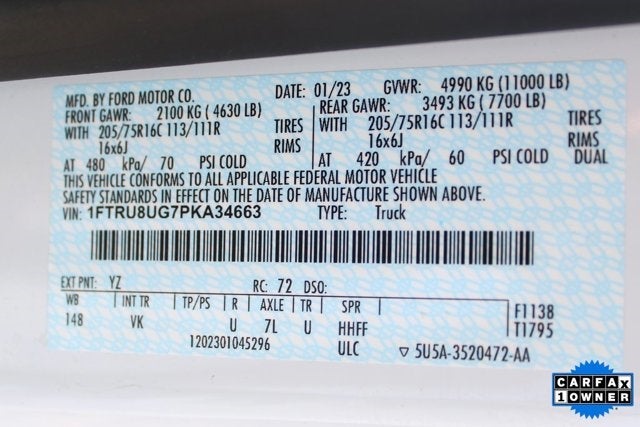 MFD. BY FORD MOTOR CO. DATE: 01/23 GVWR: 4990 KG (11000 LB)
FRONT GAWR: 2100 KG ( 4630 LB) REAR GAWR: 3493 KG ( 7700 LB)
WITH 205/75R16C 113/111R TIRES WITH 205/75R16C 113/111R TIRES
16x6J RIMS 16x6J RIMS
AT 480 kPa/ 70 PSI COLD AT 420 kPa/ 60 PSI COLD DUAL
THIS VEHICLE CONFORMS TO ALL APPLICABLE FEDERAL MOTOR VEHICLE
SAFETY STANDARDS IN EFFECT ON THE DATE OF MANUFACTURE SHOWN ABOVE.
VIN: 1FTRU8UG7PKA34663 TYPE: Truck
EXT PNT: YZ RC: 72 DSO:
WB INT TR TP/PS R AXLE TR SPR F1138
148 VK U 7L U HHFF T1795
1202301045296 ULC ▽ 5U5A-3520472-AA
CARFAX
1 OWNER